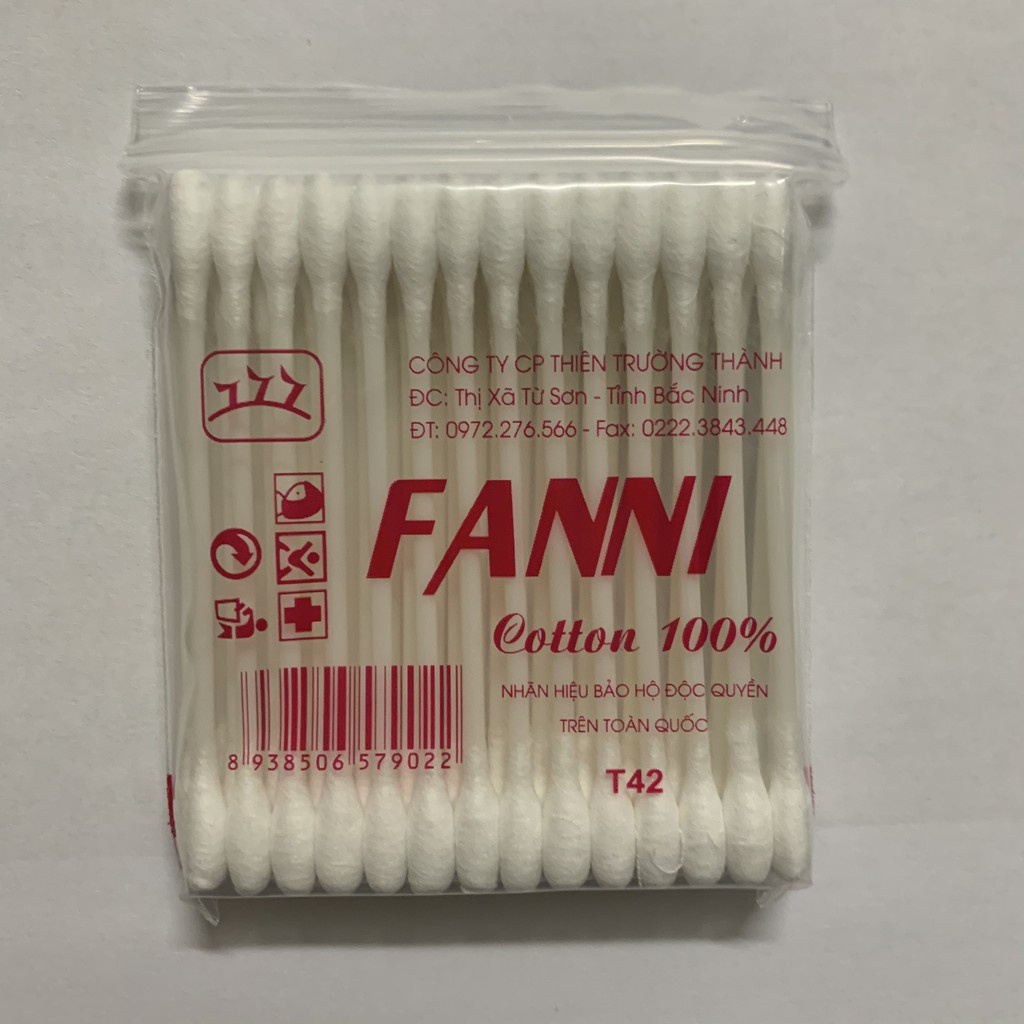 CÔNG TY CP THIÊN TRƯỜNG THÀNH
ĐC: Thị Xã Từ Sơn - Tỉnh Bắc Ninh
ĐT: 0972.276.566 - Fax: 0222.3843.448
FANNI
Cotton 100%
NHÃN HIỆU BẢO HỘ ĐỘC QUYỀN
TRÊN TOÀN QUỐC
8 938506 579022
T42